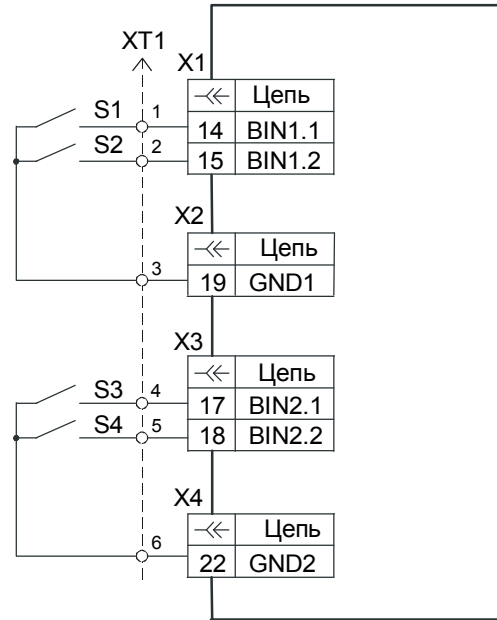 XT1
X1
Цепь
S1 1 14 BIN1.1
S2 2 15 BIN1.2
X2
Цепь
3 19 GND1
X3
Цепь
S3 4 17 BIN2.1
S4 5 18 BIN2.2
X4
Цепь
6 22 GND2